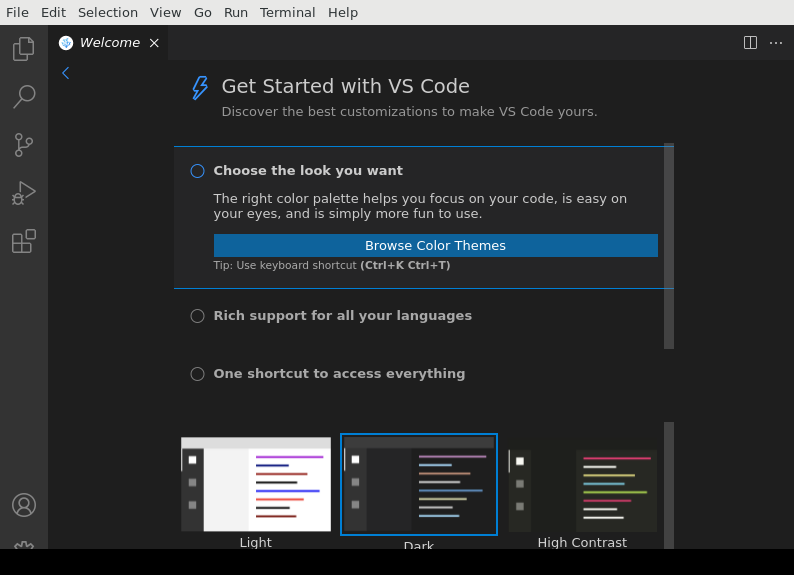 File Edit Selection View Go Run Terminal Help
Welcome
Get Started with VS Code
Discover the best customizations to make VS Code yours.
Choose the look you want
The right color palette helps you focus on your code, is easy on
your eyes, and is simply more fun to use.
Browse Color Themes
Tip: Use keyboard shortcut (Ctrl+K Ctrl+T)
Rich support for all your languages
One shortcut to access everything
Light Dark High Contrast